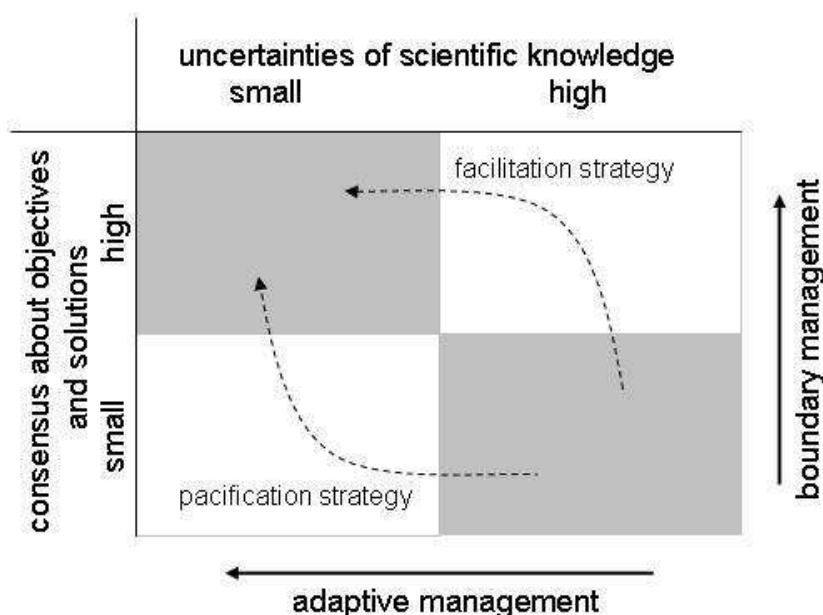 uncertainties of scientific knowledge
small high
consensus about objectives
and solutions
high
small
facilitation strategy
pacification strategy
boundary management
adaptive management